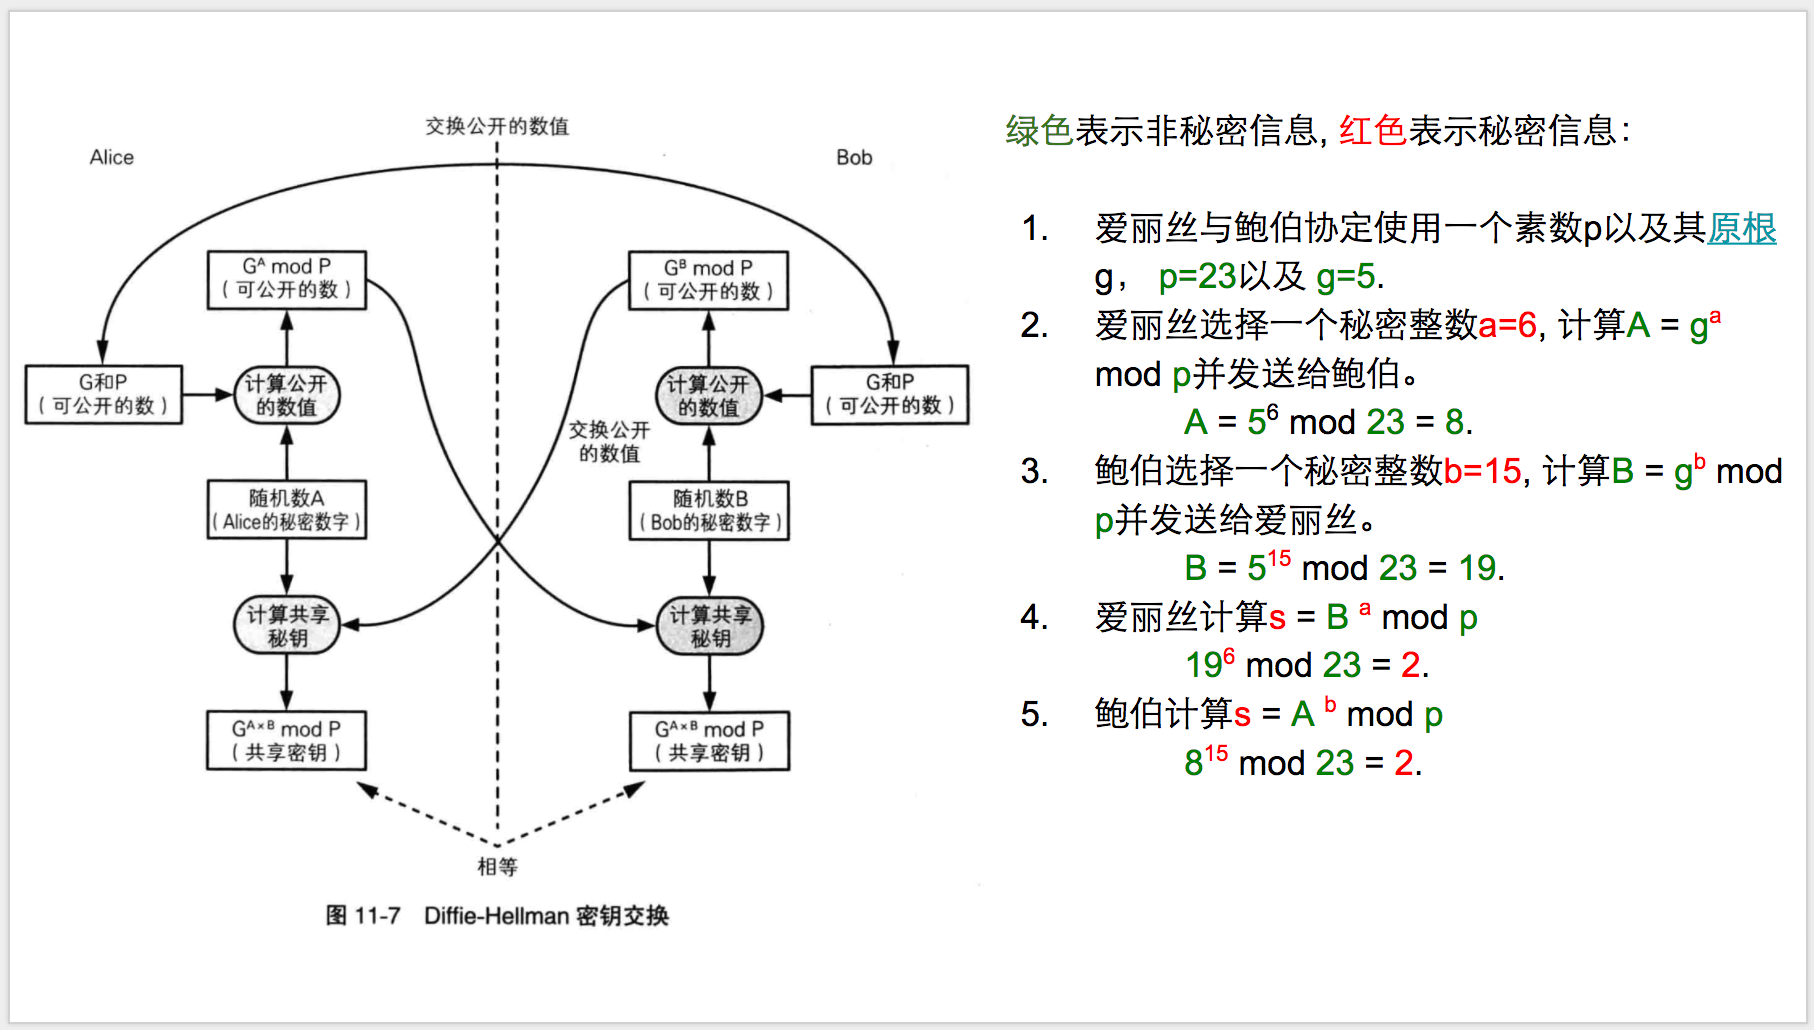 交换公开的数值
Alice
Bob
Gᴬ mod P
（可公开的数）
Gᴮ mod P
（可公开的数）
G和P
（可公开的数）
计算公开
的数值
计算公开
的数值
G和P
（可公开的数）
交换公开
的数值
随机数A
（Alice的秘密数字）
随机数B
（Bob的秘密数字）
计算共享
秘钥
计算共享
秘钥
Gᴬˣᴮ mod P
（共享密钥）
Gᴬˣᴮ mod P
（共享密钥）
相等
图 11-7 Diffie-Hellman 密钥交换
绿色表示非秘密信息, 红色表示秘密信息：
1. 爱丽丝与鲍伯协定使用一个素数p以及其原根
g， p=23以及 g=5.
2. 爱丽丝选择一个秘密整数a=6, 计算A = gᵃ
mod p并发送给鲍伯。
A = 5⁶ mod 23 = 8.
3. 鲍伯选择一个秘密整数b=15, 计算B = gᵇ mod
p并发送给爱丽丝。
B = 5¹⁵ mod 23 = 19.
4. 爱丽丝计算s = B ᵃ mod p
19⁶ mod 23 = 2.
5. 鲍伯计算s = A ᵇ mod p
8¹⁵ mod 23 = 2.